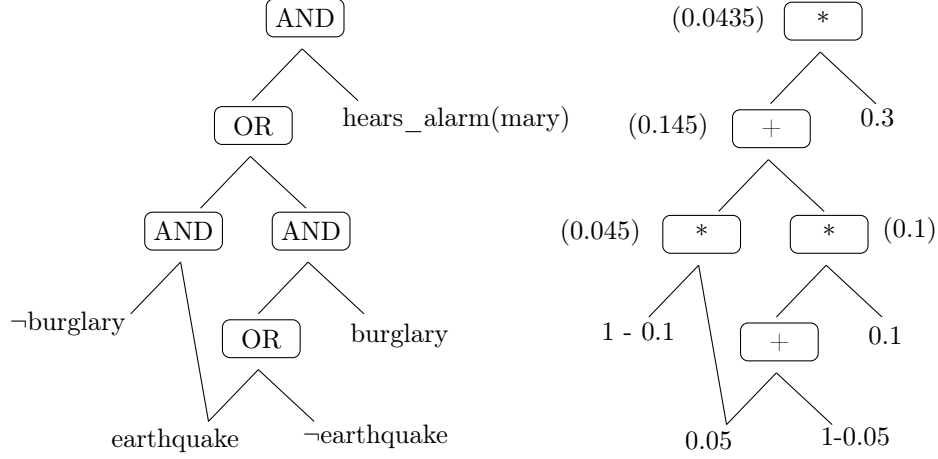 AND
(0.0435) *
OR
hears_alarm(mary)
(0.145) +
0.3
AND AND
(0.045) * * (0.1)
¬burglary
OR
burglary
1 - 0.1
+
0.1
earthquake ¬earthquake
0.05 1-0.05